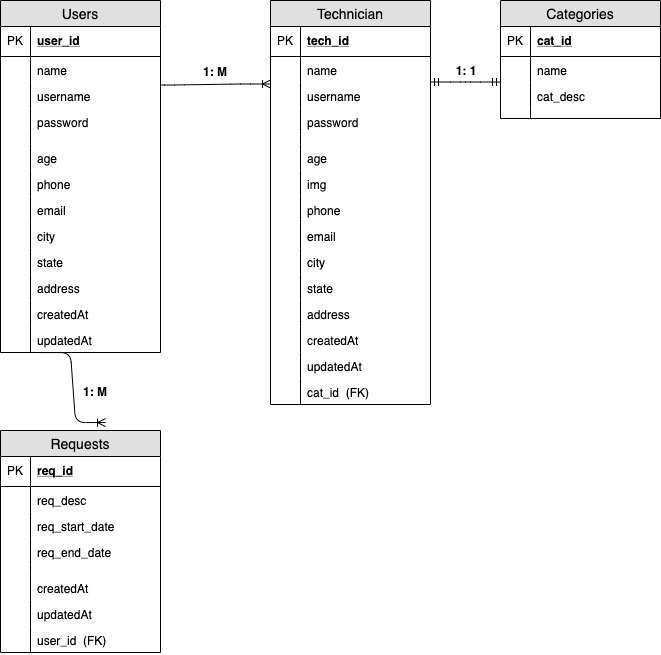 Users
PK user_id
name
username
password
age
phone
email
city
state
address
createdAt
updatedAt
1: M
Technician
PK tech_id
name
username
password
age
img
phone
email
city
state
address
createdAt
updatedAt
cat_id (FK)
1: 1
Categories
PK cat_id
name
cat_desc
1: M
Requests
PK req_id
req_desc
req_start_date
req_end_date
createdAt
updatedAt
user_id (FK)